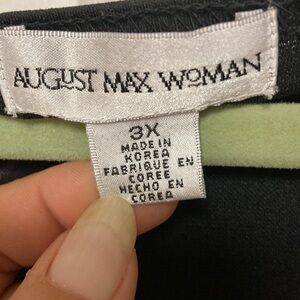 AUGUST MAX WOMAN
3X
MADE IN
KOREA
FABRIQUE EN
COREE
HECHO EN
COREA